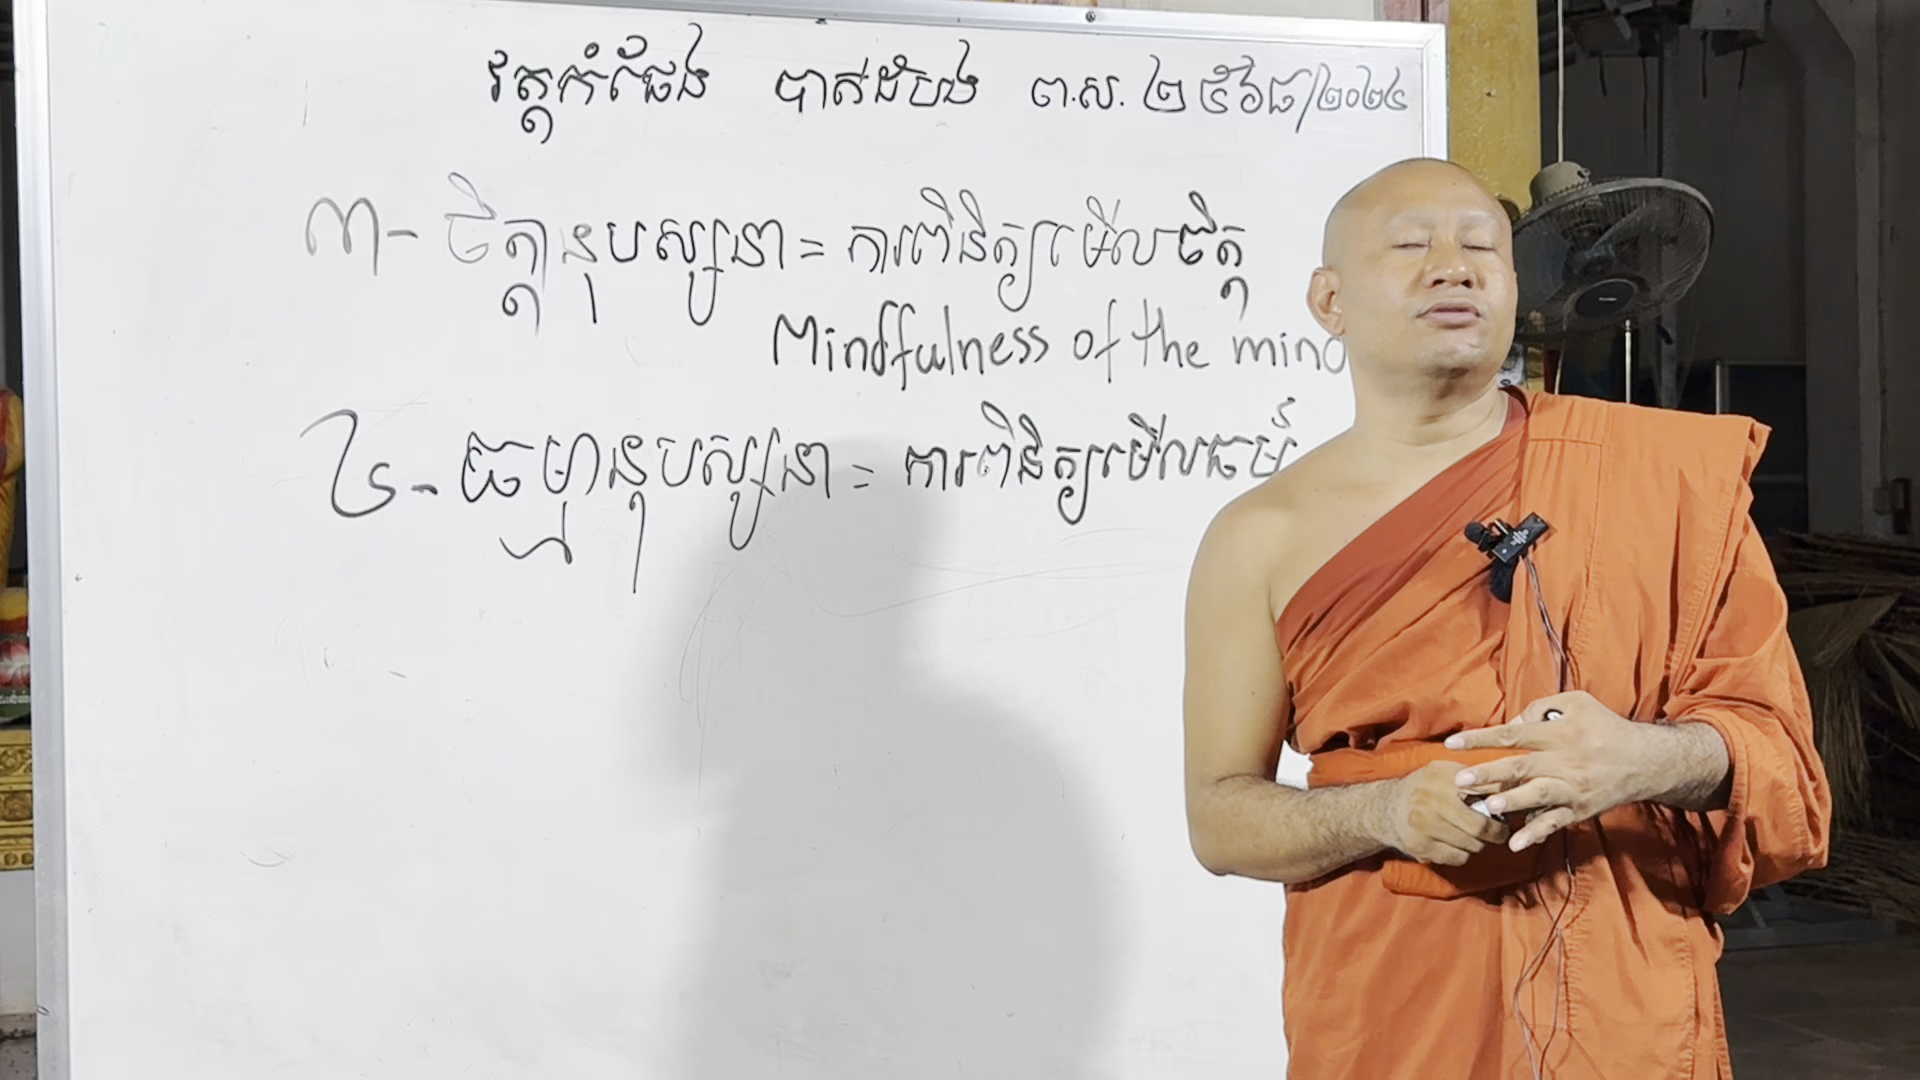 វត្តកំផែង បាត់ដំបង ព.ស. ២៥៦៨/២០២៤
៣- ចិត្តានុបស្សនា = ការពិនិត្យមើលចិត្ត
Mindfulness of the mind
៤- ធម្មានុបស្សនា = ការពិនិត្យមើលធម៌